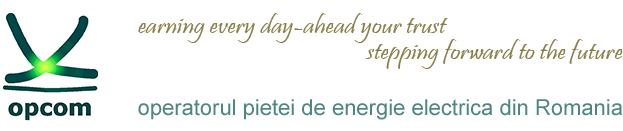 earning every day-ahead your trust
stepping forward to the future
opcom
operatorul pietei de energie electrica din Romania